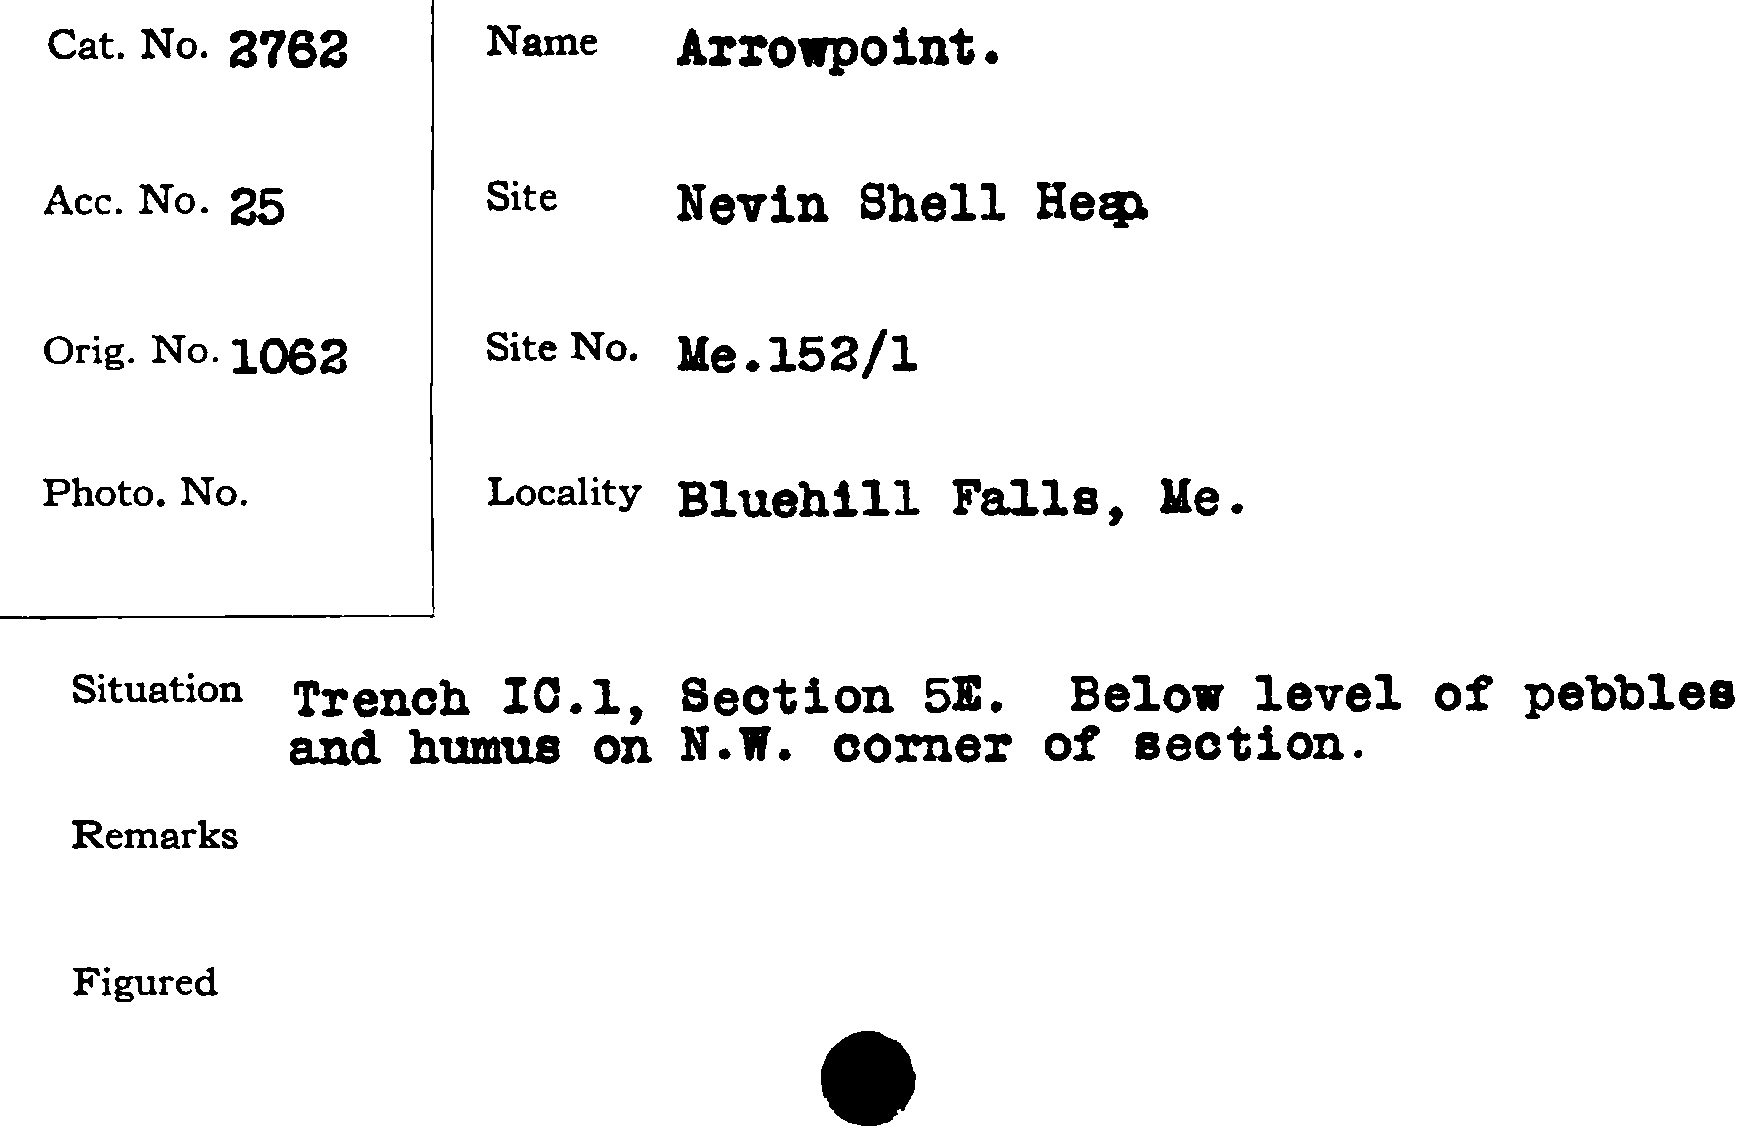 Cat. No. 2762
Acc. No. 25
Orig. No. 1062
Photo. No.
Name Arrowpoint.
Site Nevin Shell Heap
Site No. Me.152/1
Locality Bluehill Falls, Me.
Situation Trench IC.1, Section 5E. Below level of pebbles
and humus on N.W. corner of section.
Remarks
Figured